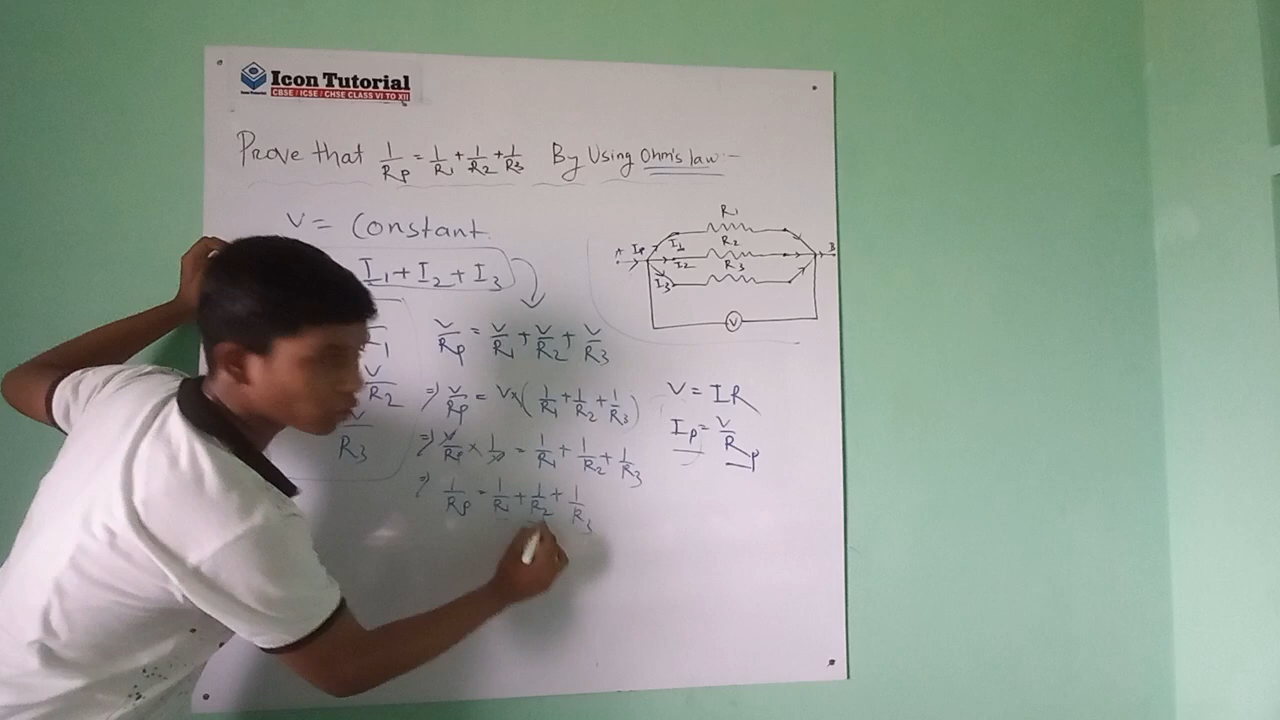 Icon Tutorial
CBSE / ICSE / CHSE CLASS VI TO XII
Prove that 1/Rp = 1/R1 + 1/R2 + 1/R3 By Using Ohm's law :-
V = Constant
I1 + I2 + I3
V/R2
V/R3
V/Rp = V/R1 + V/R2 + V/R3
⇒ V/Rp = V × ( 1/R1 + 1/R2 + 1/R3 )
⇒ V/Rp × 1/V = 1/R1 + 1/R2 + 1/R3
⇒ 1/Rp = 1/R1 + 1/R2 + 1/R3
R1
A Ip I1 R2 B
I2 R3
I3
V
V = IR
Ip = V/Rp